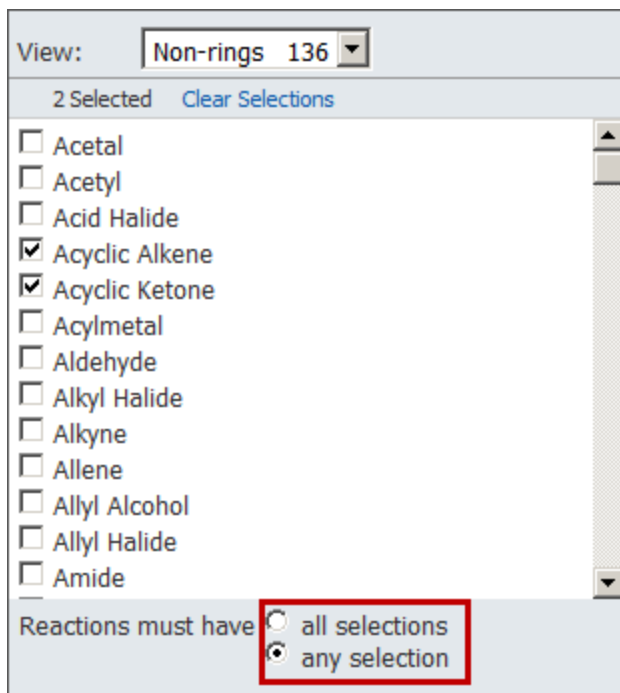 View: Non-rings 136
2 Selected Clear Selections
Acetal
Acetyl
Acid Halide
Acyclic Alkene
Acyclic Ketone
Acylmetal
Aldehyde
Alkyl Halide
Alkyne
Allene
Allyl Alcohol
Allyl Halide
Amide
Reactions must have all selections
any selection